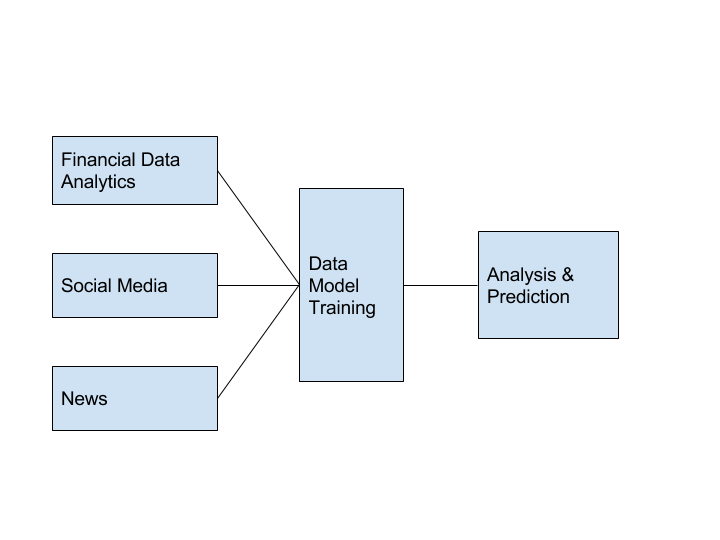 Financial Data
Analytics
Social Media
News
Data
Model
Training
Analysis &
Prediction